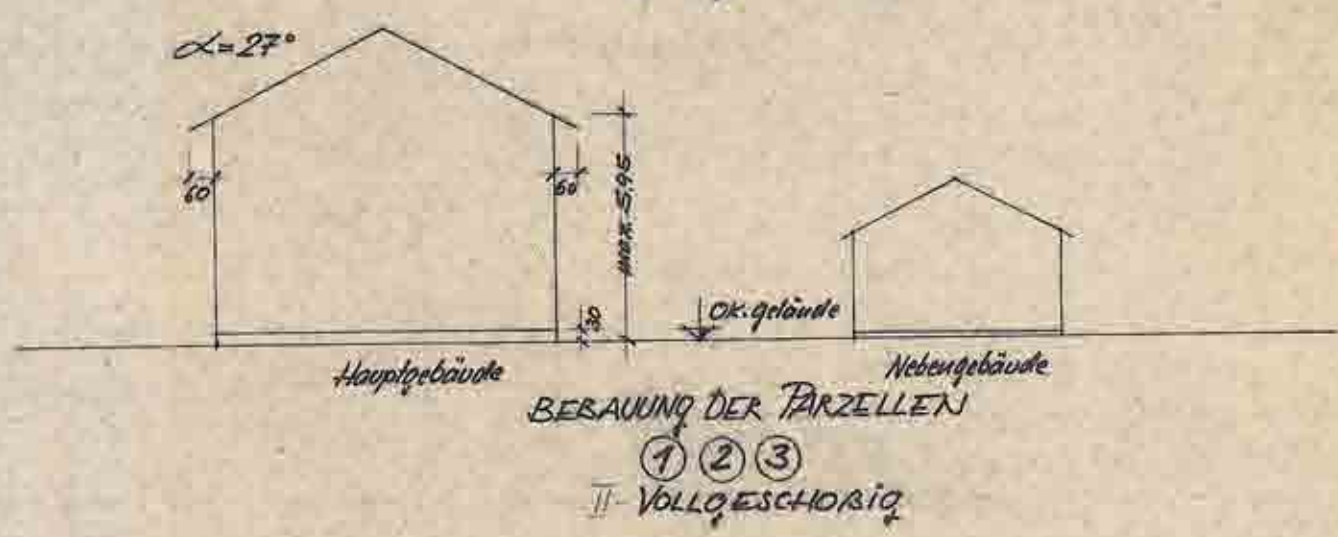 α=27°
60
60
MAX. 5,95
30
OK. Gelände
Hauptgebäude
Nebengebäude
BEBAUUNG DER PARZELLEN
1 2 3
II - VOLLGESCHOßIG